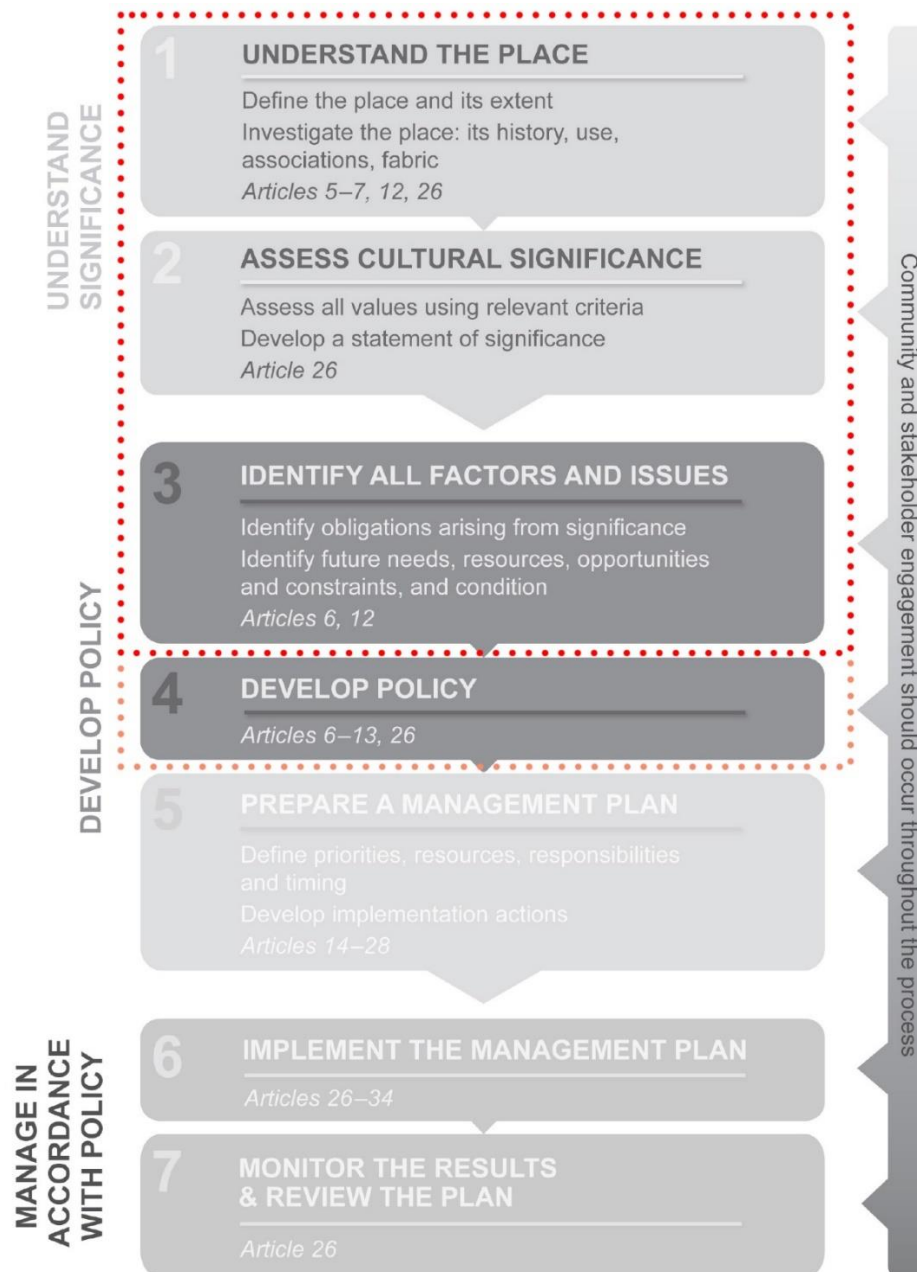 UNDERSTAND
SIGNIFICANCE
1
UNDERSTAND THE PLACE
Define the place and its extent
Investigate the place: its history, use,
associations, fabric
Articles 5–7, 12, 26
2
ASSESS CULTURAL SIGNIFICANCE
Assess all values using relevant criteria
Develop a statement of significance
Article 26
DEVELOP POLICY
3
IDENTIFY ALL FACTORS AND ISSUES
Identify obligations arising from significance
Identify future needs, resources, opportunities
and constraints, and condition
Articles 6, 12
4
DEVELOP POLICY
Articles 6–13, 26
5
PREPARE A MANAGEMENT PLAN
Define priorities, resources, responsibilities
and timing
Develop implementation actions
Articles 14–28
MANAGE IN
ACCORDANCE
WITH POLICY
6
IMPLEMENT THE MANAGEMENT PLAN
Articles 26–34
7
MONITOR THE RESULTS
& REVIEW THE PLAN
Article 26
Community and stakeholder engagement should occur throughout the process